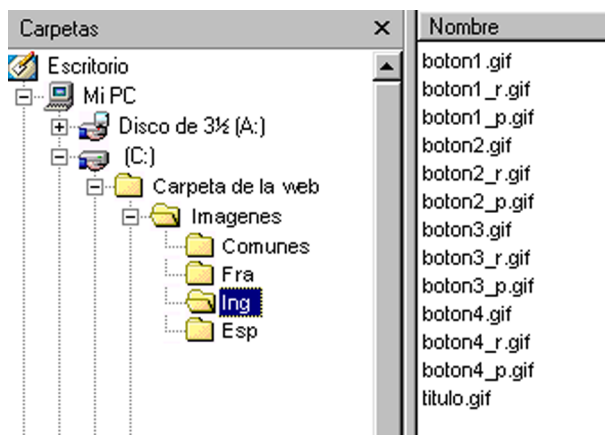 Carpetas
Escritorio
Mi PC
Disco de 3½ (A:)
(C:)
Carpeta de la web
Imagenes
Comunes
Fra
Ing
Esp
Nombre
boton1.gif
boton1_r.gif
boton1_p.gif
boton2.gif
boton2_r.gif
boton2_p.gif
boton3.gif
boton3_r.gif
boton3_p.gif
boton4.gif
boton4_r.gif
boton4_p.gif
titulo.gif